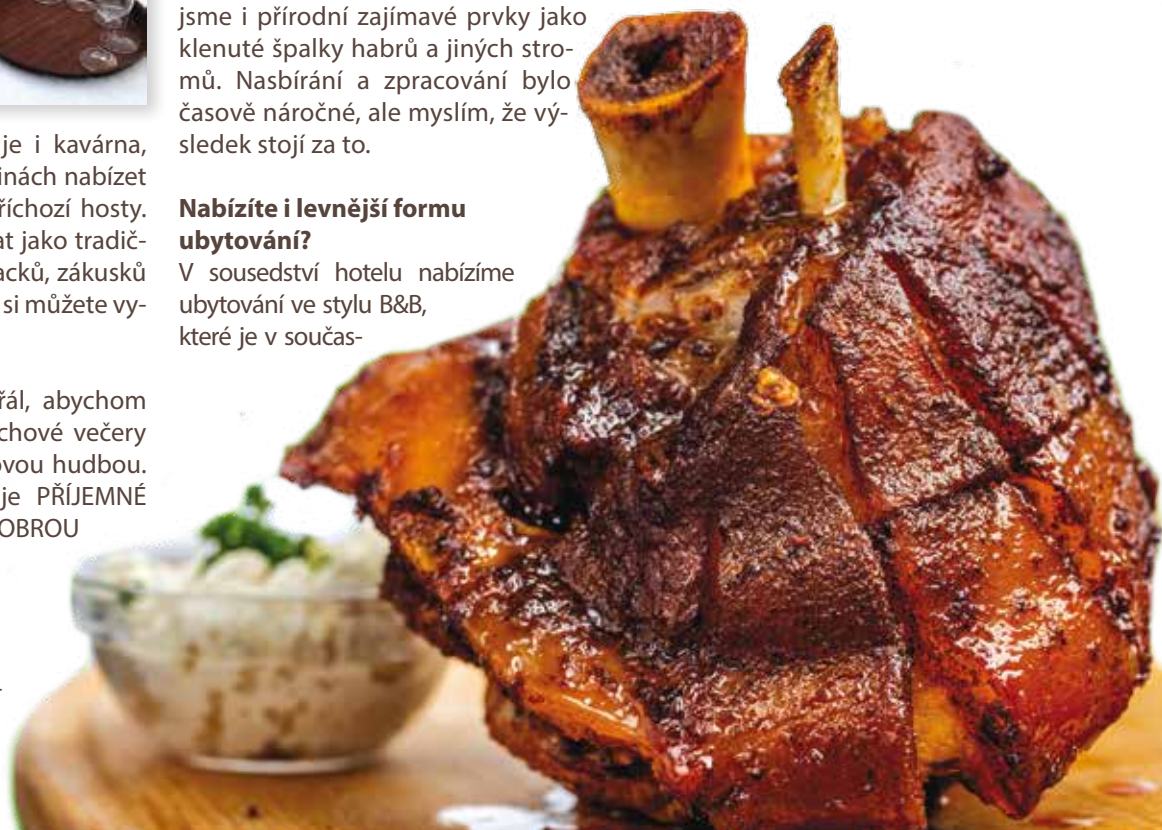 je i kavárna,
inách nabízet
říchozí hosty.
at jako tradič-
acků, zákusků
si můžete vy-
řál, abychom
chové večery
ovou hudbou.
je PŘÍJEMNÉ
OBROU
jsme i přírodní zajímavé prvky jako
klenuté špalky habrů a jiných stro-
mů. Nasbírání a zpracování bylo
časově náročné, ale myslím, že vý-
sledek stojí za to.
Nabízíte i levnější formu
ubytování?
V sousedství hotelu nabízíme
ubytování ve stylu B&B,
které je v součas-